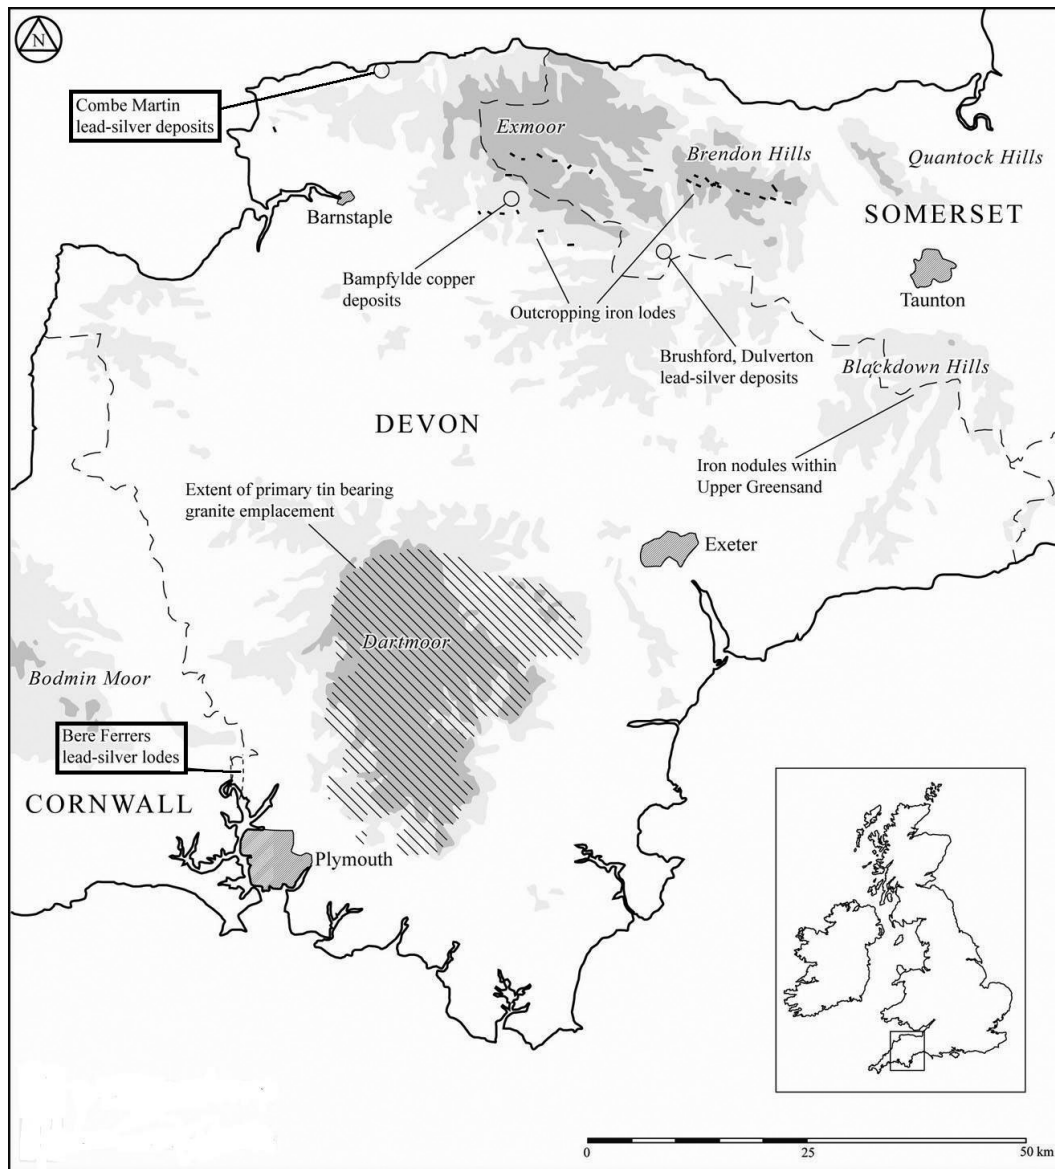 N
Combe Martin
lead-silver deposits
Exmoor
Brendon Hills
Quantock Hills
SOMERSET
Barnstaple
Bampfylde copper
deposits
Outcropping iron lodes
Taunton
Brushford, Dulverton
lead-silver deposits
Blackdown Hills
DEVON
Iron nodules within
Upper Greensand
Extent of primary tin bearing
granite emplacement
Exeter
Dartmoor
Bodmin Moor
Bere Ferrers
lead-silver lodes
CORNWALL
Plymouth
0
25
50 km